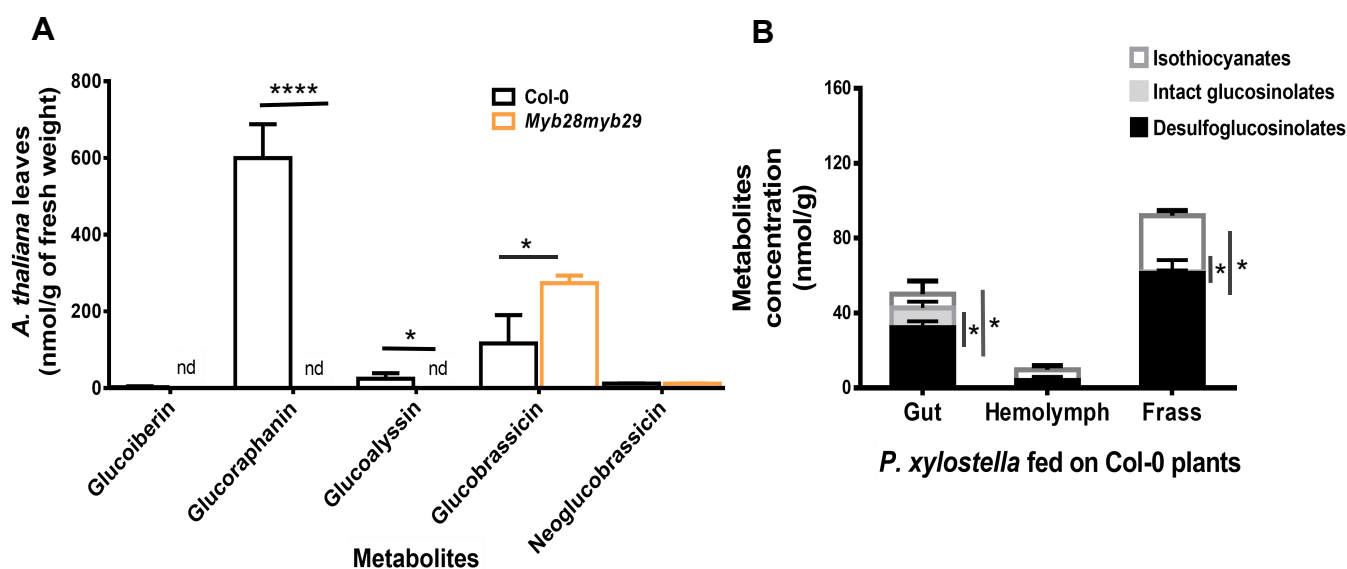 A
A. thaliana leaves
(nmol/g of fresh weight)
800
600
400
200
0
****
*
*
nd
nd
nd
Col-0
Myb28myb29
Glucoiberin
Glucoraphanin
Glucoalyssin
Glucobrassicin
Neoglucobrassicin
Metabolites
B
Metabolites
concentration
(nmol/g)
160
120
80
40
0
Isothiocyanates
Intact glucosinolates
Desulfoglucosinolates
* *
* *
Gut
Hemolymph
Frass
P. xylostella fed on Col-0 plants